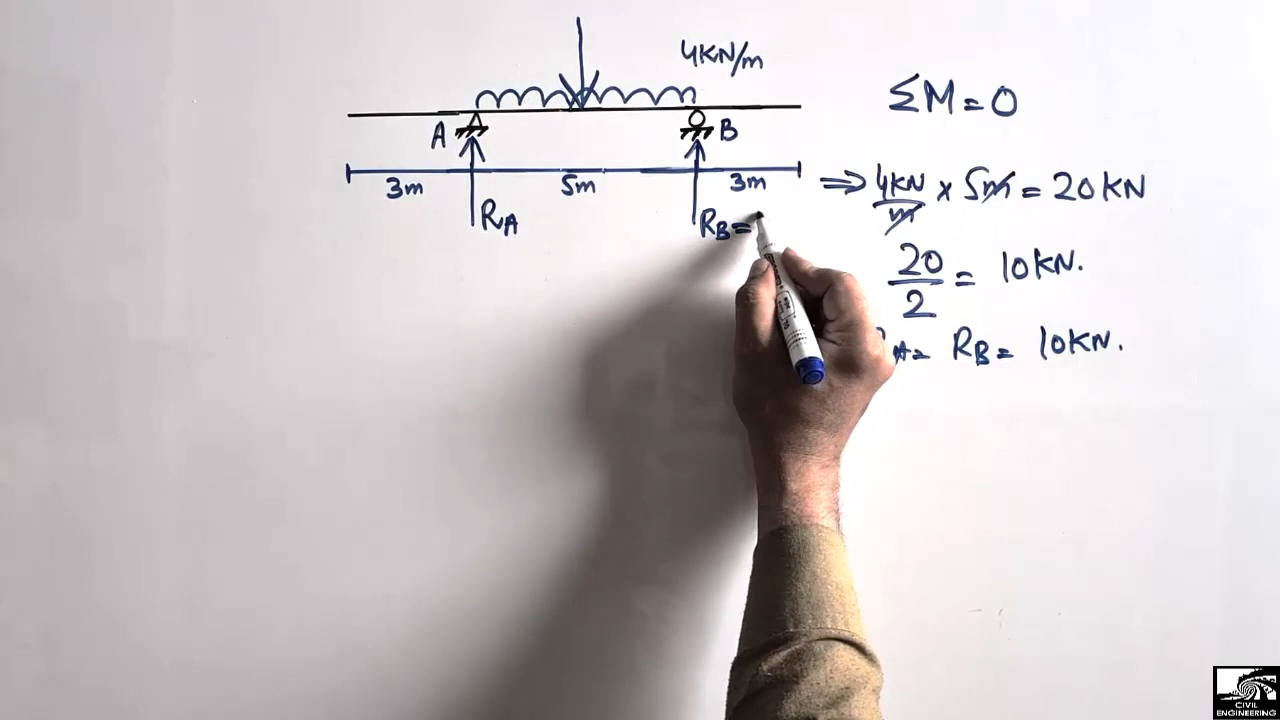 4KN/m
A B
3m 5m 3m
RA RB=
ΣM=0
⇒ 4KN/m x 5m = 20KN
20/2 = 10KN.
A= RB= 10KN.
CIVIL
ENGINEERING